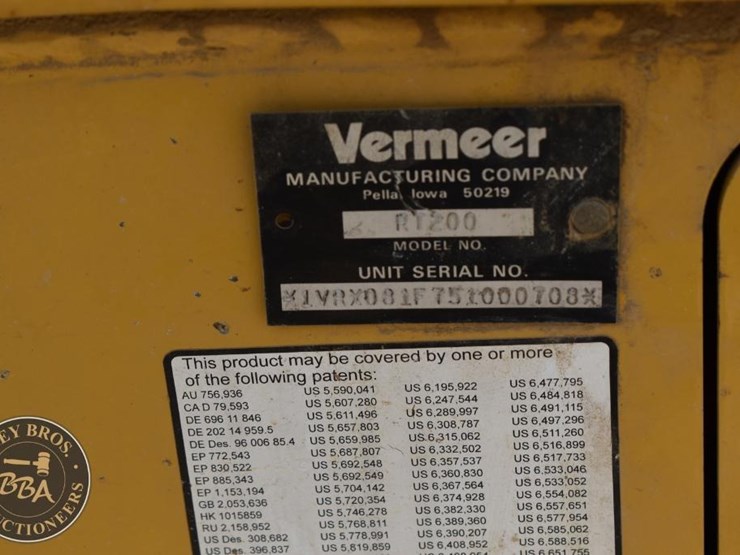 Vermeer
MANUFACTURING COMPANY
Pella, Iowa 50219
RT200
MODEL NO.
UNIT SERIAL NO.
*1VRX081F751000708*
This product may be covered by one or more
of the following patents:
AU 756,936 US 5,590,041 US 6,195,922 US 6,477,795
CA D 79,593 US 5,607,280 US 6,247,544 US 6,484,818
DE 696 11 846 US 5,611,496 US 6,289,997 US 6,491,115
DE 202 14 959.5 US 5,657,803 US 6,308,787 US 6,497,296
DE Des. 96 006 85.4 US 5,659,985 US 6,315,062 US 6,511,260
EP 772,543 US 5,687,807 US 6,332,502 US 6,516,899
EP 830,522 US 5,692,548 US 6,357,537 US 6,517,733
EP 885,343 US 5,692,549 US 6,360,830 US 6,533,046
EP 1,153,194 US 5,704,142 US 6,367,564 US 6,533,052
GB 2,053,636 US 5,720,354 US 6,374,928 US 6,554,082
HK 1015859 US 5,746,278 US 6,382,330 US 6,557,651
RU 2,158,952 US 5,768,811 US 6,389,360 US 6,577,954
US Des. 308,682 US 5,778,991 US 6,390,207 US 6,585,062
US Des. 396,837 US 5,819,859 US 6,408,952 US 6,588,516
US 6,651,755
EY BROS.
BBA
CTIONEERS